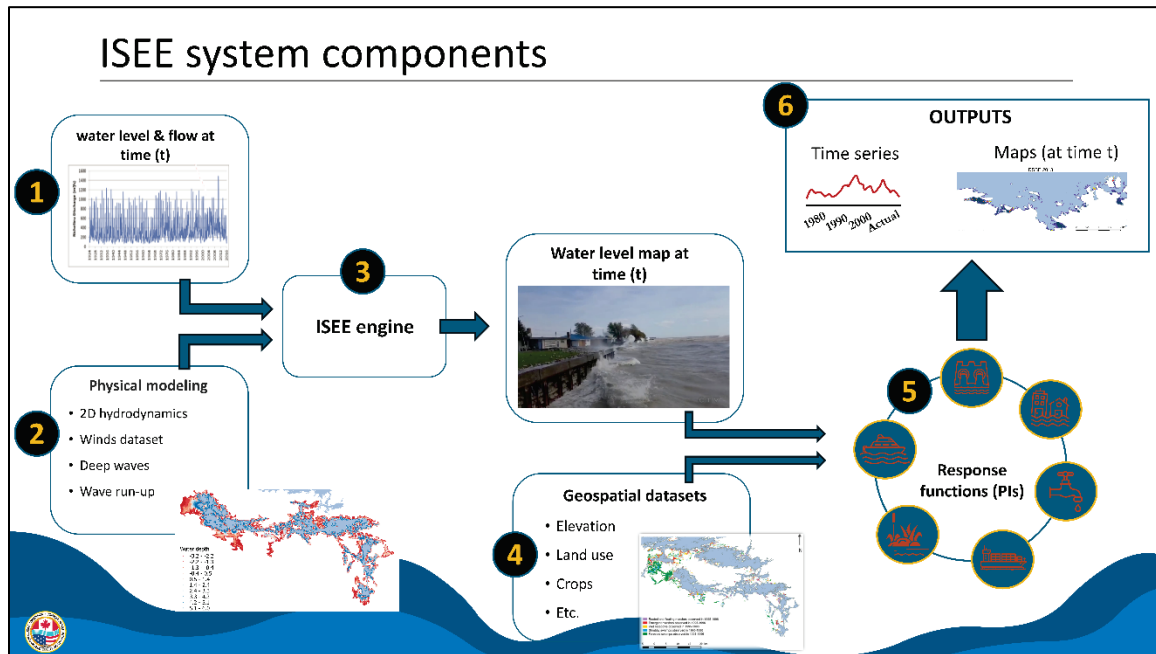 ISEE system components
1
water level & flow at
time (t)
2
Physical modeling
• 2D hydrodynamics
• Winds dataset
• Deep waves
• Wave run-up
Water depth
3
ISEE engine
Water level map at
time (t)
4
Geospatial datasets
• Elevation
• Land use
• Crops
• Etc.
5
Response
functions (PIs)
6
OUTPUTS
Time series
1980
1990
2000
Actual
Maps (at time t)